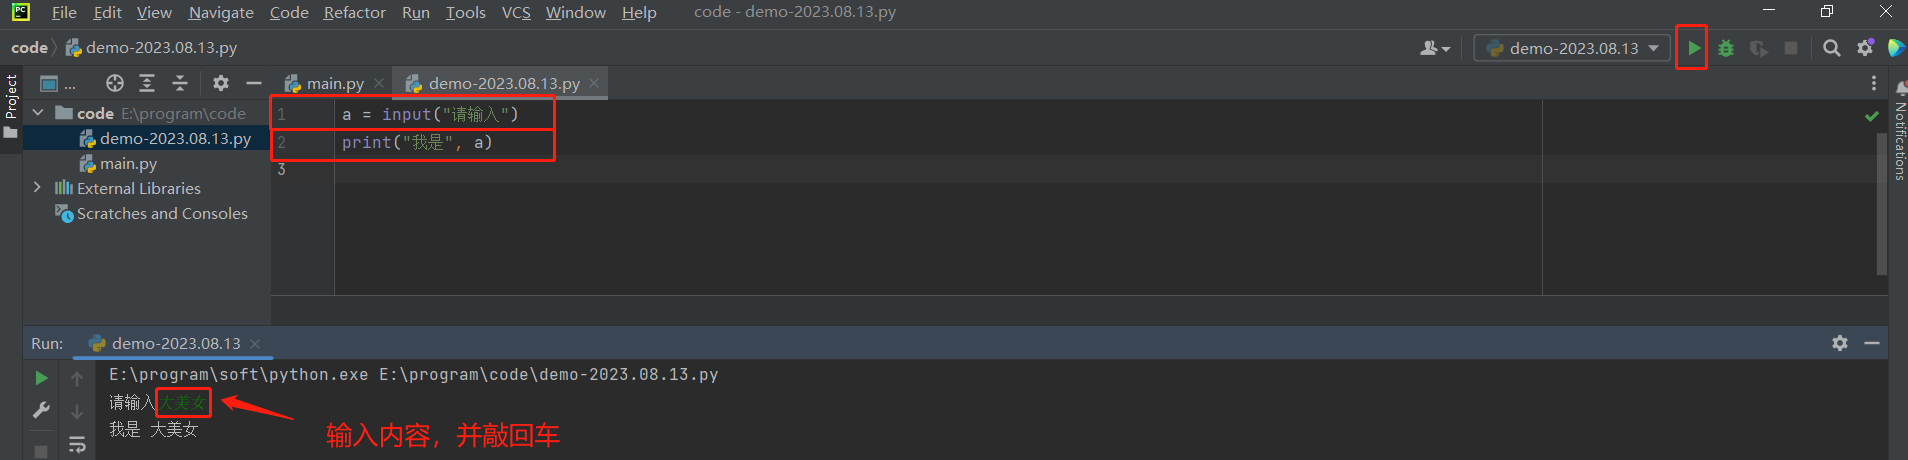 PC File Edit View Navigate Code Refactor Run Tools VCS Window Help code - demo-2023.08.13.py
code demo-2023.08.13.py demo-2023.08.13
Project ... main.py demo-2023.08.13.py
code E:\program\code
demo-2023.08.13.py
main.py
External Libraries
Scratches and Consoles
1 a = input("请输入")
2 print("我是", a)
3
Notifications
Run: demo-2023.08.13
E:\program\soft\python.exe E:\program\code\demo-2023.08.13.py
请输入大美女
我是 大美女
输入内容，并敲回车